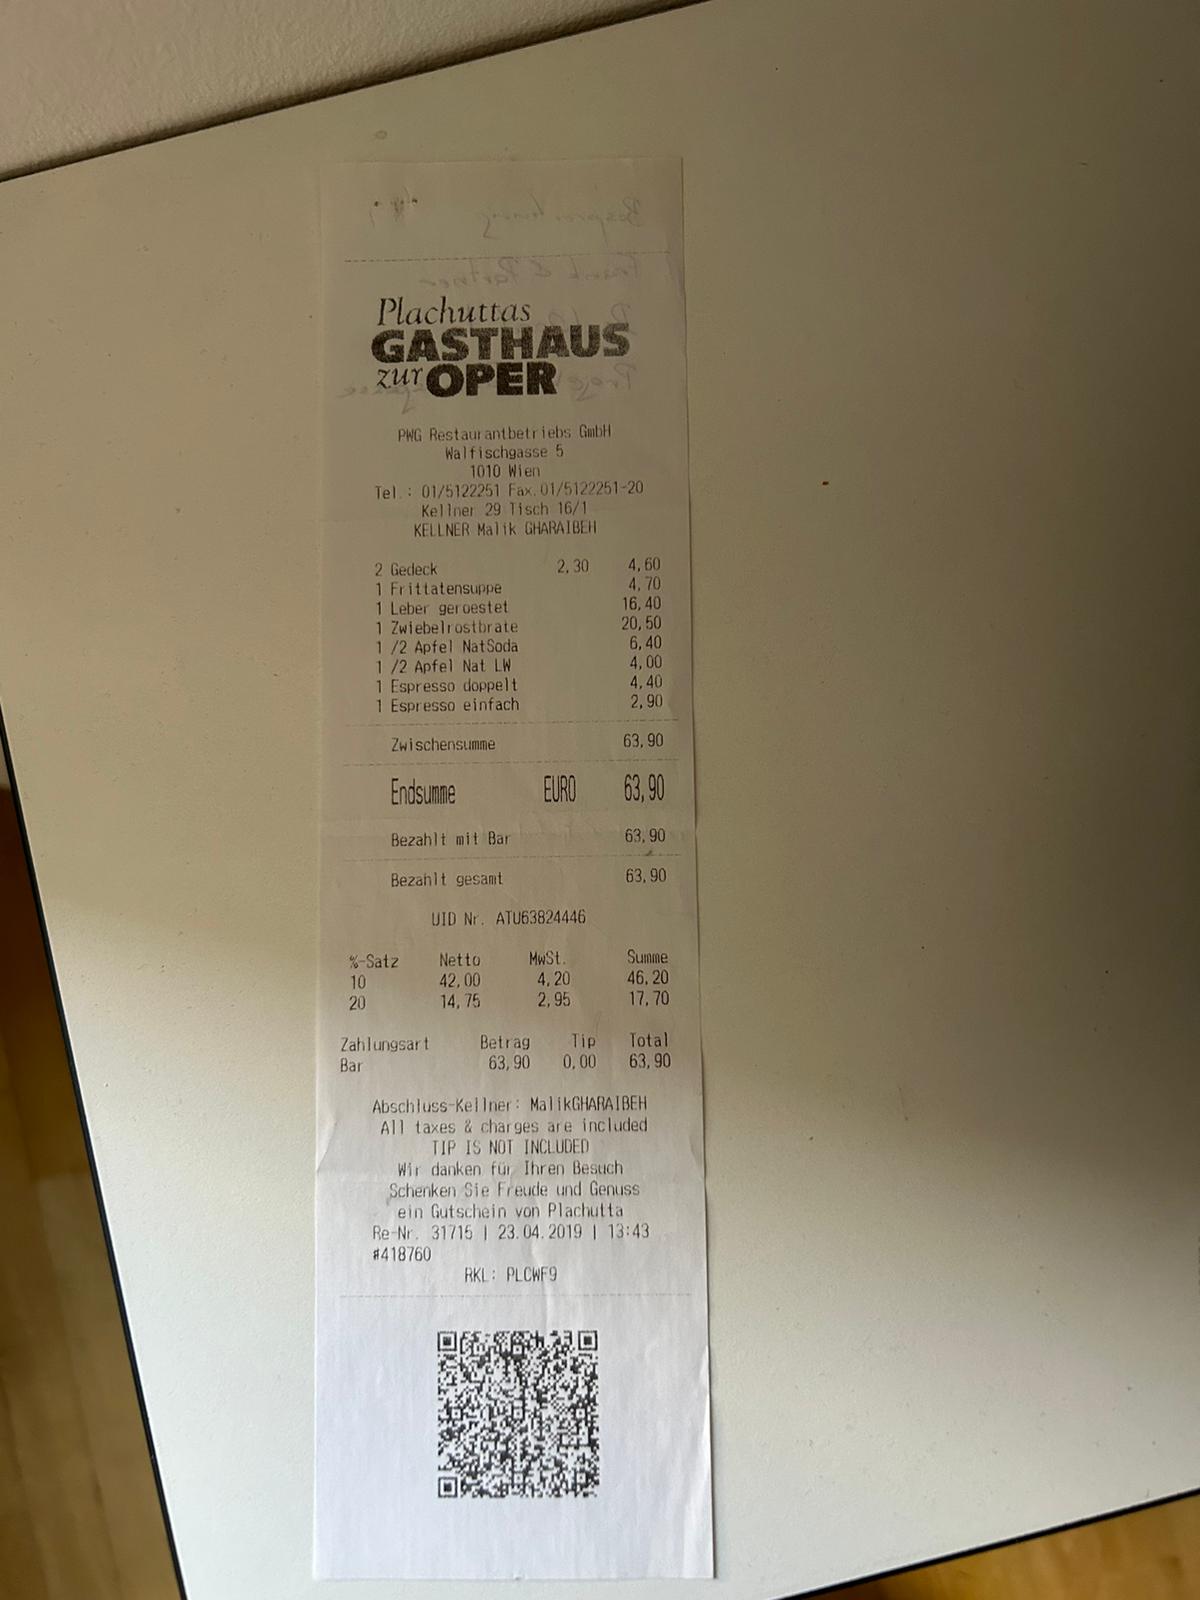 Plachuttas
GASTHAUS
zur OPER
PWG Restaurantbetriebs GmbH
Walfischgasse 5
1010 Wien
Tel.: 01/5122251 Fax.01/5122251-20
Kellner 29 Tisch 16/1
KELLNER Malik GHARAIBEH
2 Gedeck 2,30 4,60
1 Frittatensuppe 4,70
1 Leber geroestet 16,40
1 Zwiebelrostbrate 20,50
1 /2 Apfel NatSoda 6,40
1 /2 Apfel Nat LW 4,00
1 Espresso doppelt 4,40
1 Espresso einfach 2,90
Zwischensumme 63,90
Endsumme EURO 63,90
Bezahlt mit Bar 63,90
Bezahlt gesamt 63,90
UID Nr. ATU63824446
%-Satz Netto MwSt. Summe
10 42,00 4,20 46,20
20 14,75 2,95 17,70
Zahlungsart Betrag Tip Total
Bar 63,90 0,00 63,90
Abschluss-Kellner: MalikGHARAIBEH
All taxes & charges are included
TIP IS NOT INCLUDED
Wir danken für Ihren Besuch
Schenken Sie Freude und Genuss
ein Gutschein von Plachutta
Re-Nr. 31715 | 23.04.2019 | 13:43
#418760
RKL: PLCWF9